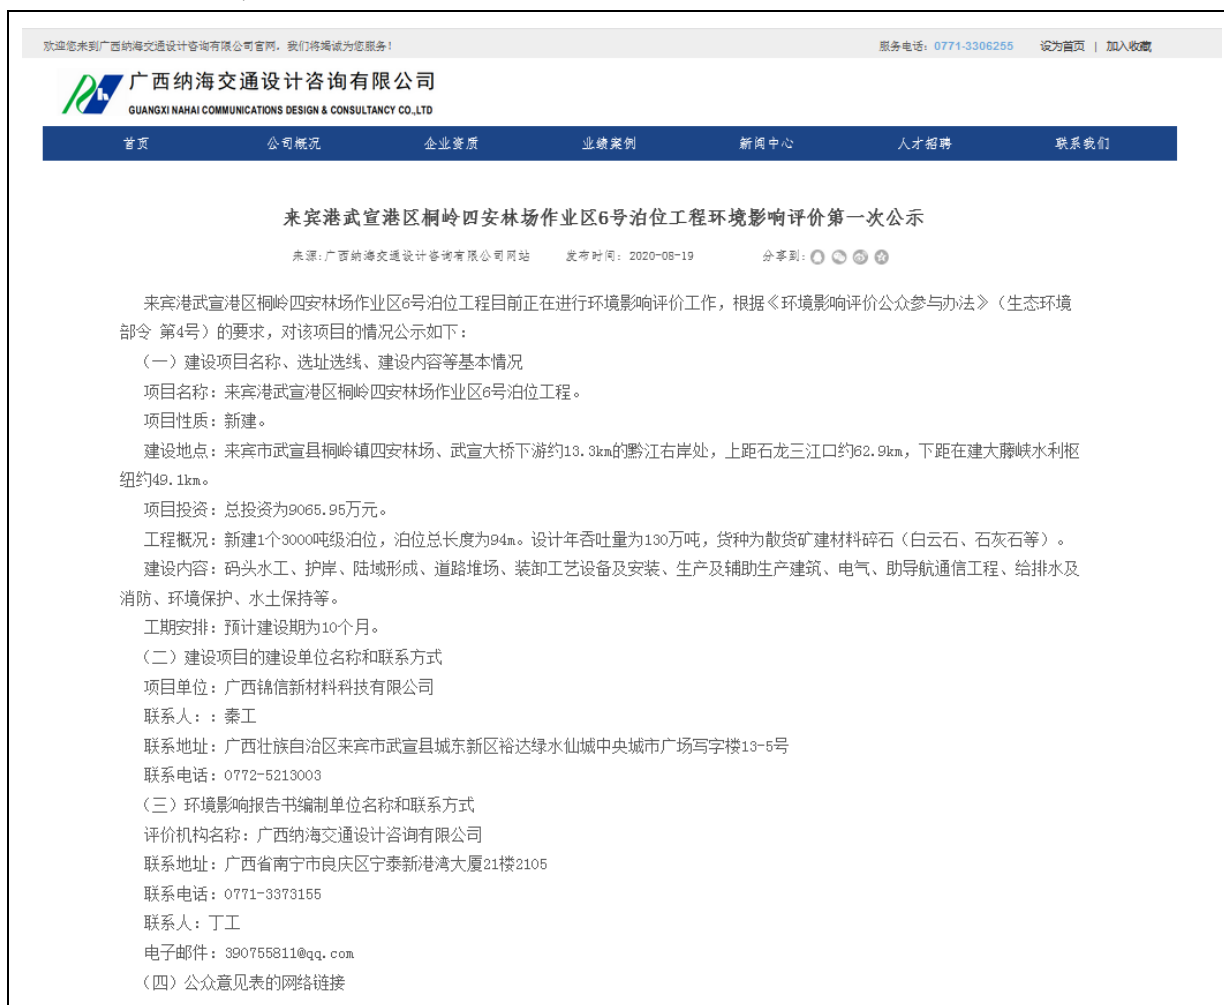 欢迎您来到广西纳海交通设计咨询有限公司官网，我们将竭诚为您服务！ 服务电话：0771-3306255 设为首页 | 加入收藏
广西纳海交通设计咨询有限公司
GUANGXI NAHAI COMMUNICATIONS DESIGN & CONSULTANCY CO.,LTD
首页 公司概况 企业资质 业绩案例 新闻中心 人才招聘 联系我们
来宾港武宣港区桐岭四安林场作业区6号泊位工程环境影响评价第一次公示
来源：广西纳海交通设计咨询有限公司网站 发布时间：2020-08-19 分享到：
来宾港武宣港区桐岭四安林场作业区6号泊位工程目前正在进行环境影响评价工作，根据《环境影响评价公众参与办法》（生态环境
部令 第4号）的要求，对该项目的情况公示如下：
（一）建设项目名称、选址选线、建设内容等基本情况
项目名称：来宾港武宣港区桐岭四安林场作业区6号泊位工程。
项目性质：新建。
建设地点：来宾市武宣县桐岭镇四安林场、武宣大桥下游约13.3km的黔江右岸处，上距石龙三江口约62.9km，下距在建大藤峡水利枢
纽约49.1km。
项目投资：总投资为9065.95万元。
工程概况：新建1个3000吨级泊位，泊位总长度为94m。设计年吞吐量为130万吨，货种为散货矿建材料碎石（白云石、石灰石等）。
建设内容：码头水工、护岸、陆域形成、道路堆场、装卸工艺设备及安装、生产及辅助生产建筑、电气、助导航通信工程、给排水及
消防、环境保护、水土保持等。
工期安排：预计建设期为10个月。
（二）建设项目的建设单位名称和联系方式
项目单位：广西锦信新材料科技有限公司
联系人：：秦工
联系地址：广西壮族自治区来宾市武宣县城东新区裕达绿水仙城中央城市广场写字楼13-5号
联系电话：0772-5213003
（三）环境影响报告书编制单位名称和联系方式
评价机构名称：广西纳海交通设计咨询有限公司
联系地址：广西省南宁市良庆区宁泰新港湾大厦21楼2105
联系电话：0771-3373155
联系人：丁工
电子邮件：390755811@qq.com
（四）公众意见表的网络链接